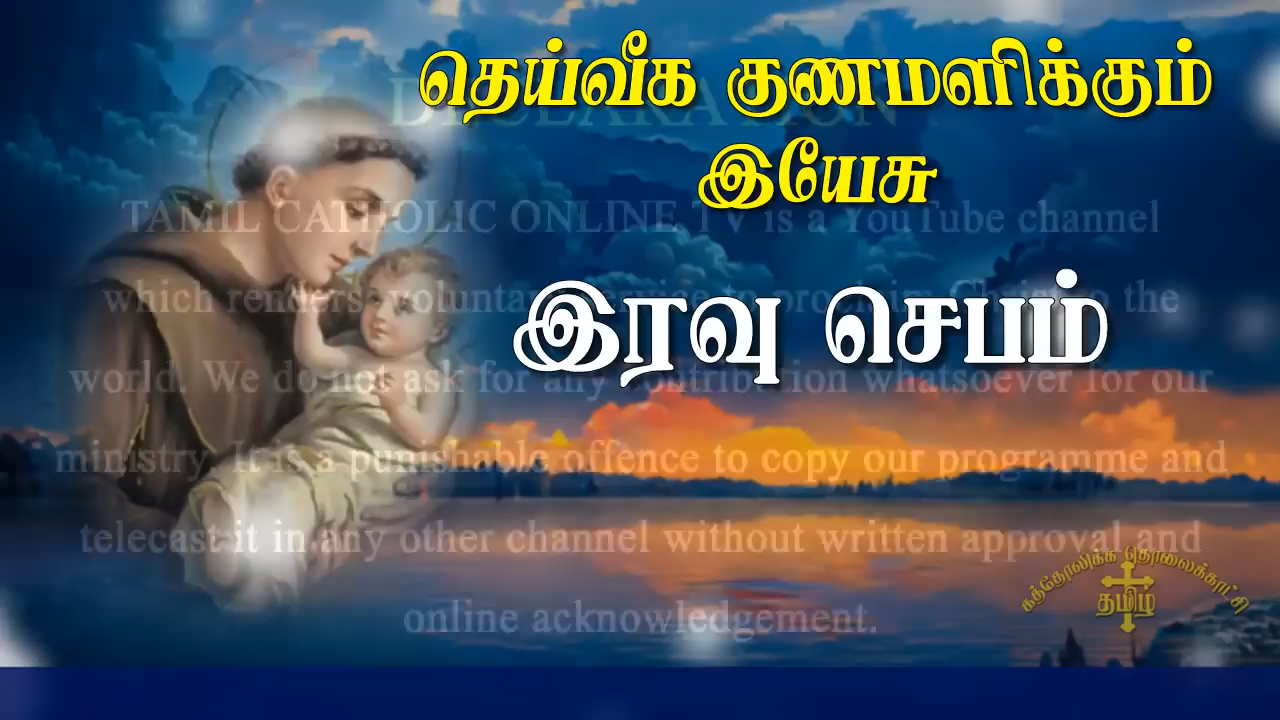 தெய்வீக குணமளிக்கும்
இயேசு
இரவு செபம்
DECLARATION
TAMIL CATHOLIC ONLINE TV is a YouTube channel
which renders voluntary service to proclaim Christ to the
world. We do not ask for any contribution whatsoever for our
ministry. It is a punishable offence to copy our programme and
telecast it in any other channel without written approval and
online acknowledgement.
கத்தோலிக்க தொலைக்காட்சி
தமிழ்